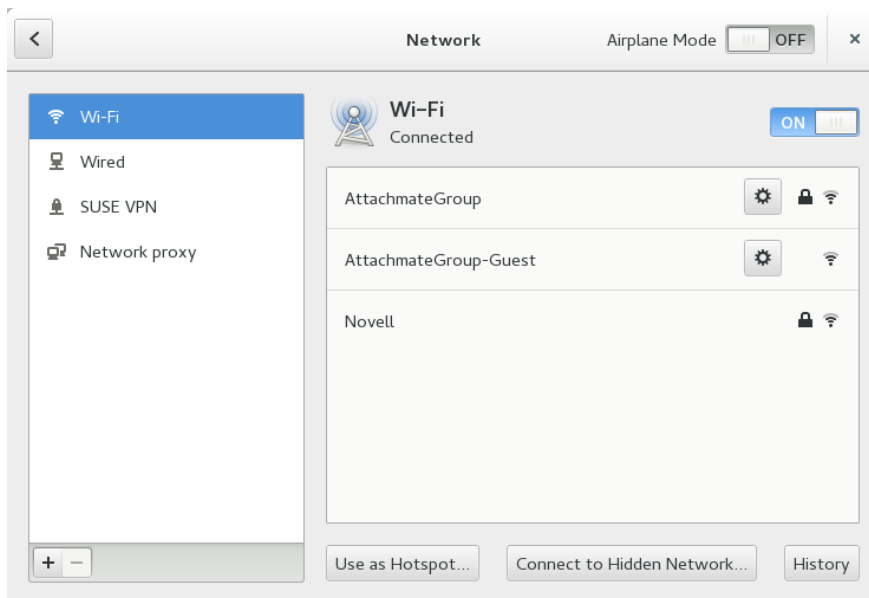 Network
Airplane Mode OFF
Wi-Fi
Wired
SUSE VPN
Network proxy
Wi-Fi
Connected
ON
AttachmateGroup
AttachmateGroup-Guest
Novell
Use as Hotspot...
Connect to Hidden Network...
History